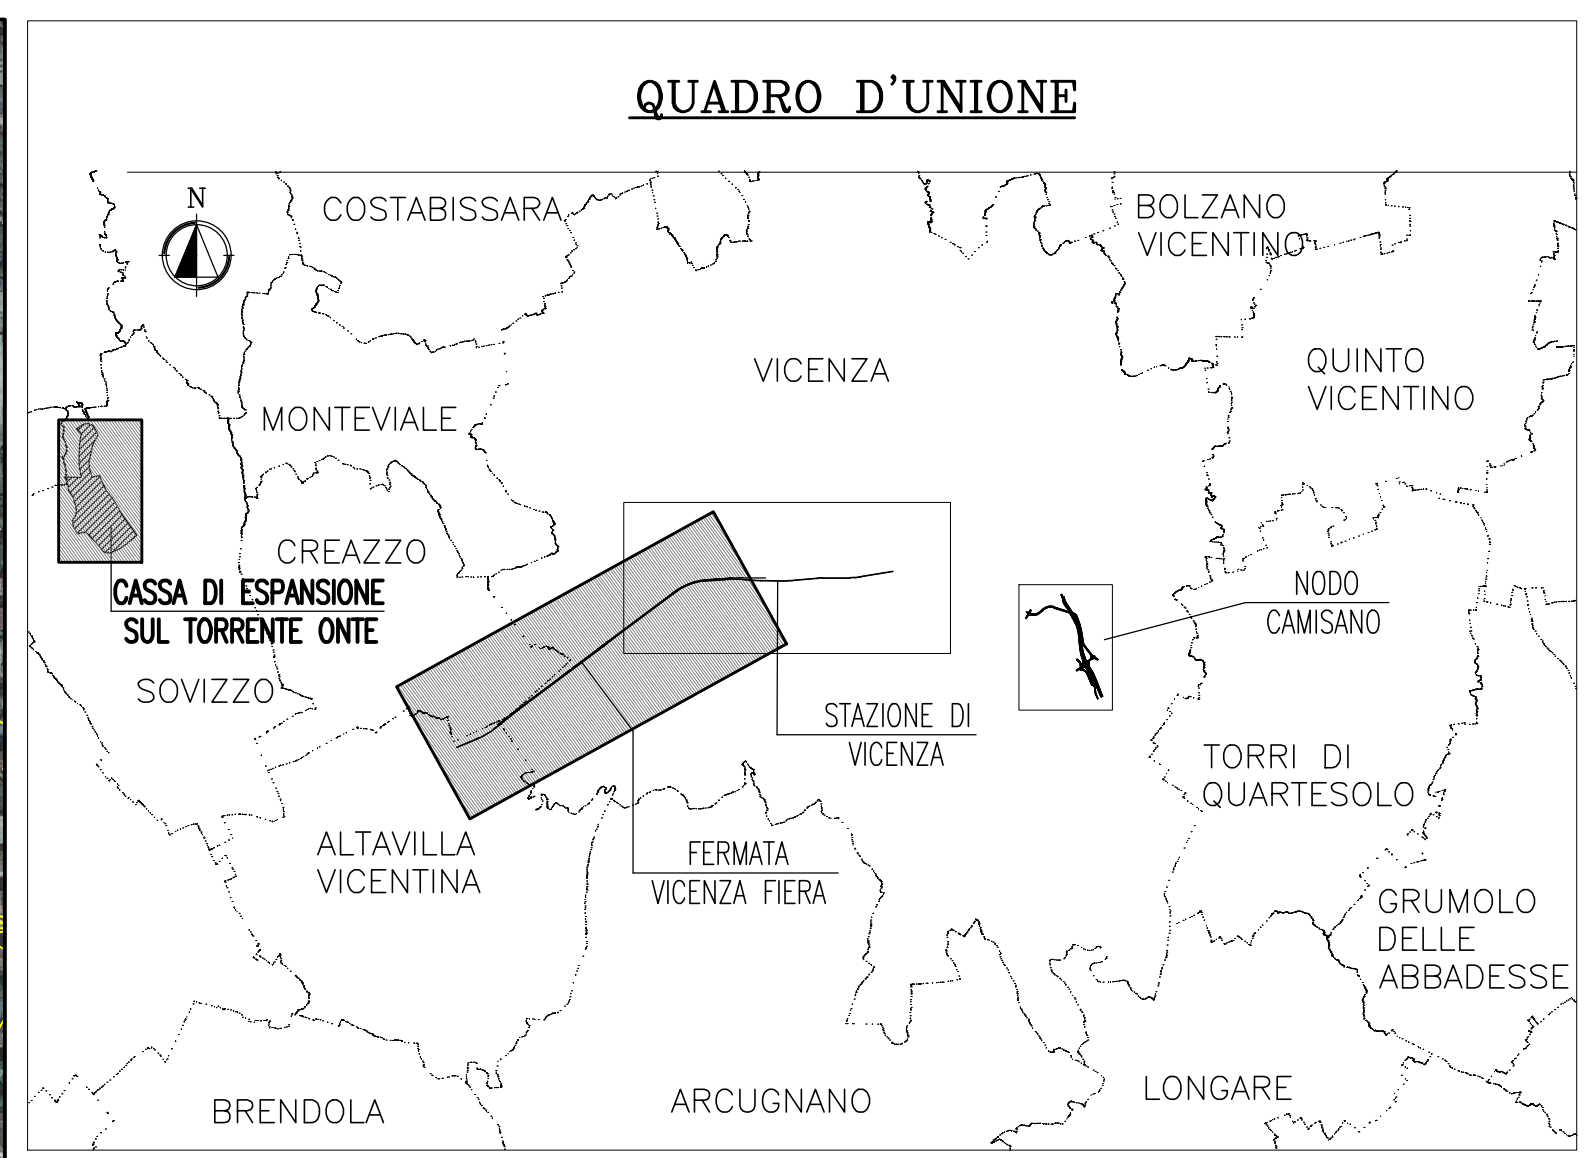 QUADRO D'UNIONE
N
COSTABISSARA
BOLZANO
VICENTINO
VICENZA
QUINTO
VICENTINO
MONTEVIALE
CREAZZO
CASSA DI ESPANSIONE
SUL TORRENTE ONTE
NODO
CAMISANO
SOVIZZO
STAZIONE DI
VICENZA
TORRI DI
QUARTESOLO
ALTAVILLA
VICENTINA
FERMATA
VICENZA FIERA
GRUMOLO
DELLE
ABBADESSE
BRENDOLA
ARCUGNANO
LONGARE